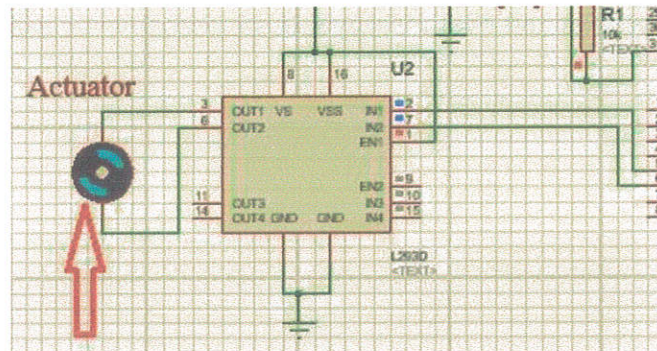 R1
10k
<TEXT>
U2
8
16
Actuator
3
OUT1
VS
VSS
IN1
2
6
OUT2
IN2
7
EN1
1
EN2
9
11
OUT3
IN3
10
14
OUT4
GND
GND
IN4
15
L293D
<TEXT>